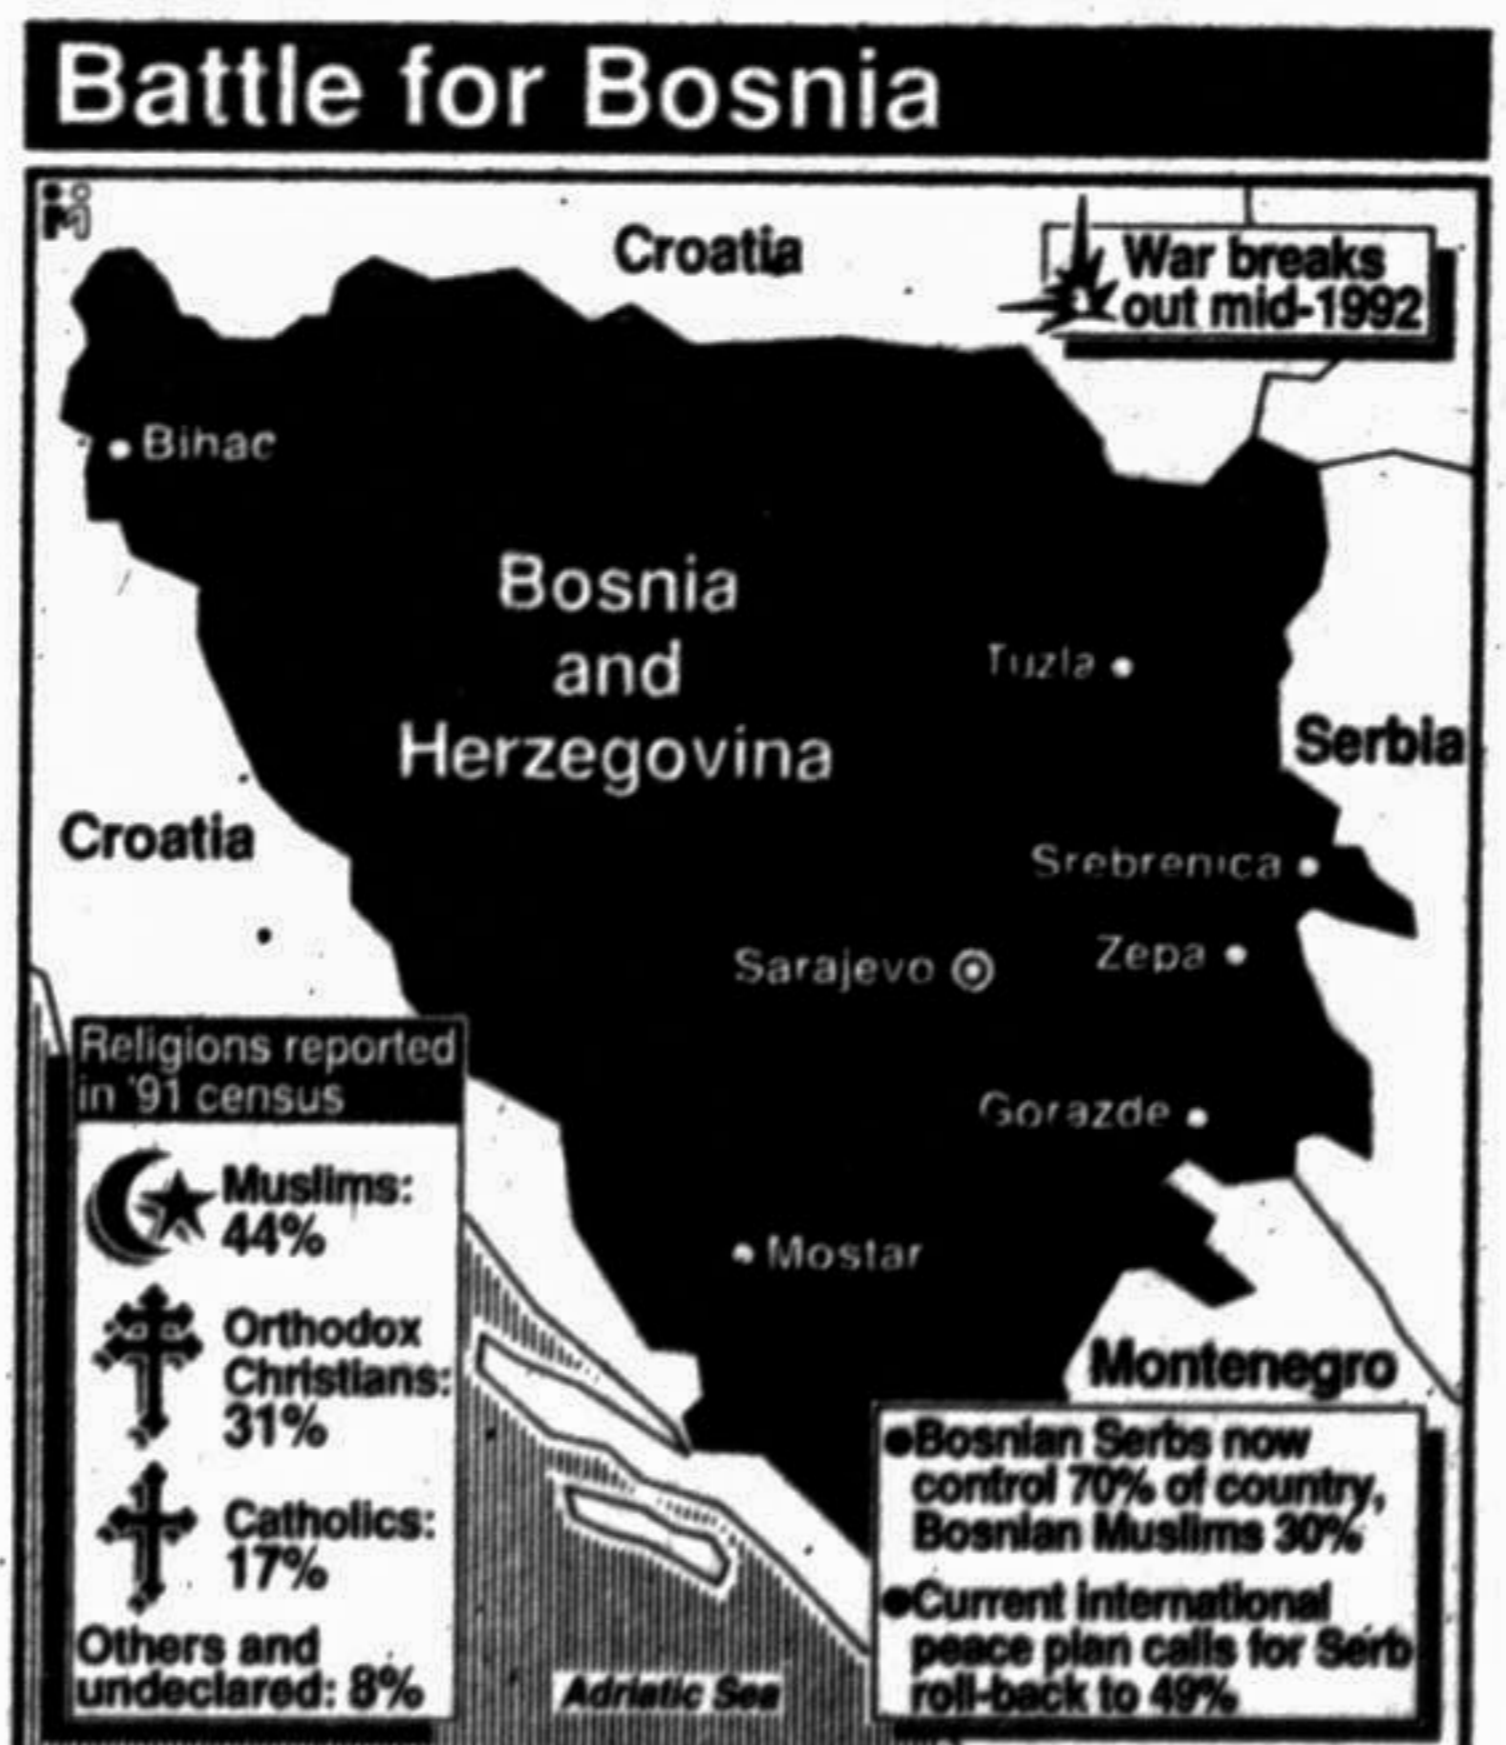 Battle for Bosnia
Croatia
War breaks
out mid-1992
Bihac
Bosnia
and
Herzegovina
Tuzla
Serbia
Croatia
Srebrenica
Sarajevo
Zepa
Gorazde
Mostar
Montenegro
Religions reported
in '91 census
Muslims:
44%
Orthodox
Christians:
31%
Catholics:
17%
Others and
undeclared: 8%
Adriatic Sea
●Bosnian Serbs now
control 70% of country,
Bosnian Muslims 30%
●Current international
peace plan calls for Serb
roll-back to 49%